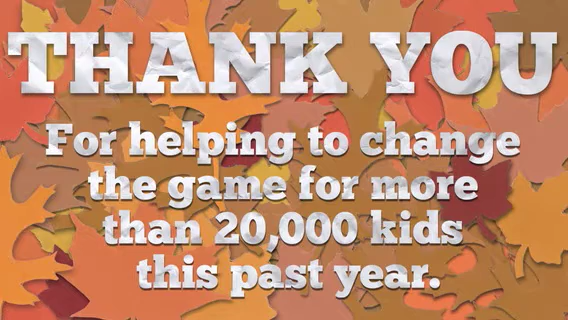 THANK YOU
For helping to change
the game for more
than 20,000 kids
this past year.